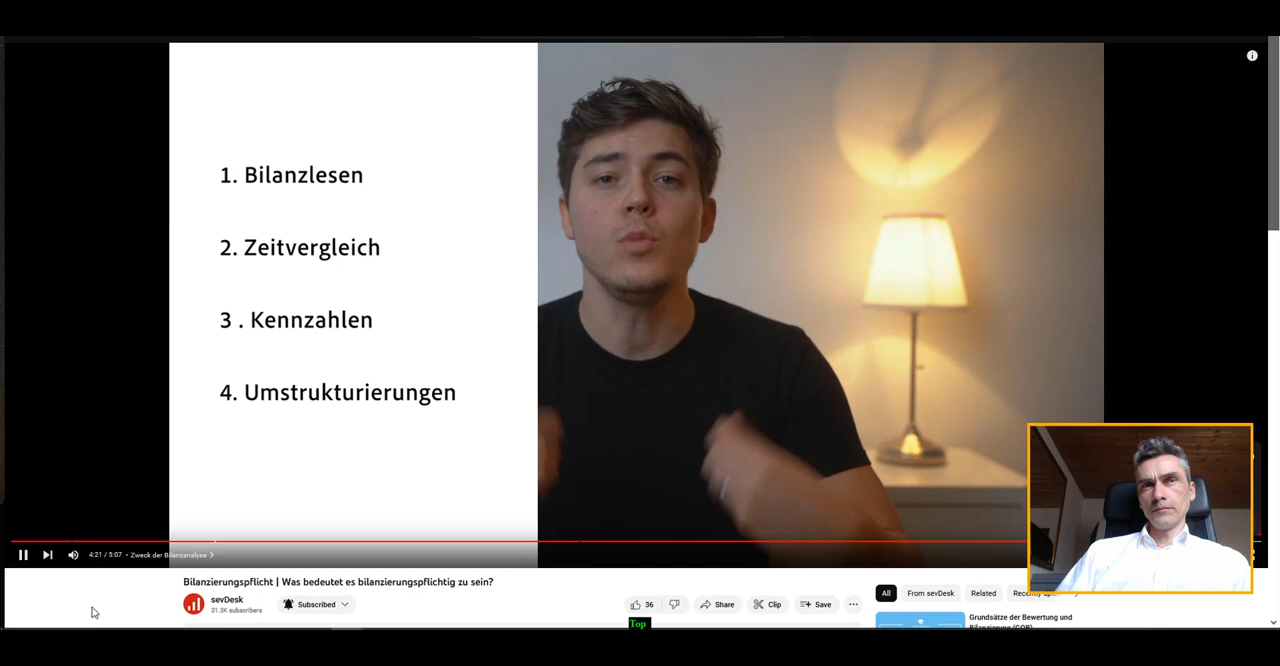 1. Bilanzlesen
2. Zeitvergleich
3 . Kennzahlen
4. Umstrukturierungen
4:21 / 5:07 • Zweck der Bilanzanalyse
Bilanzierungspflicht | Was bedeutet es bilanzierungspflichtig zu sein?
sevDesk
31.3K subscribers
Subscribed
36
Share
Clip
Save
All
From sevDesk
Related
Top
Grundsätze der Bewertung und